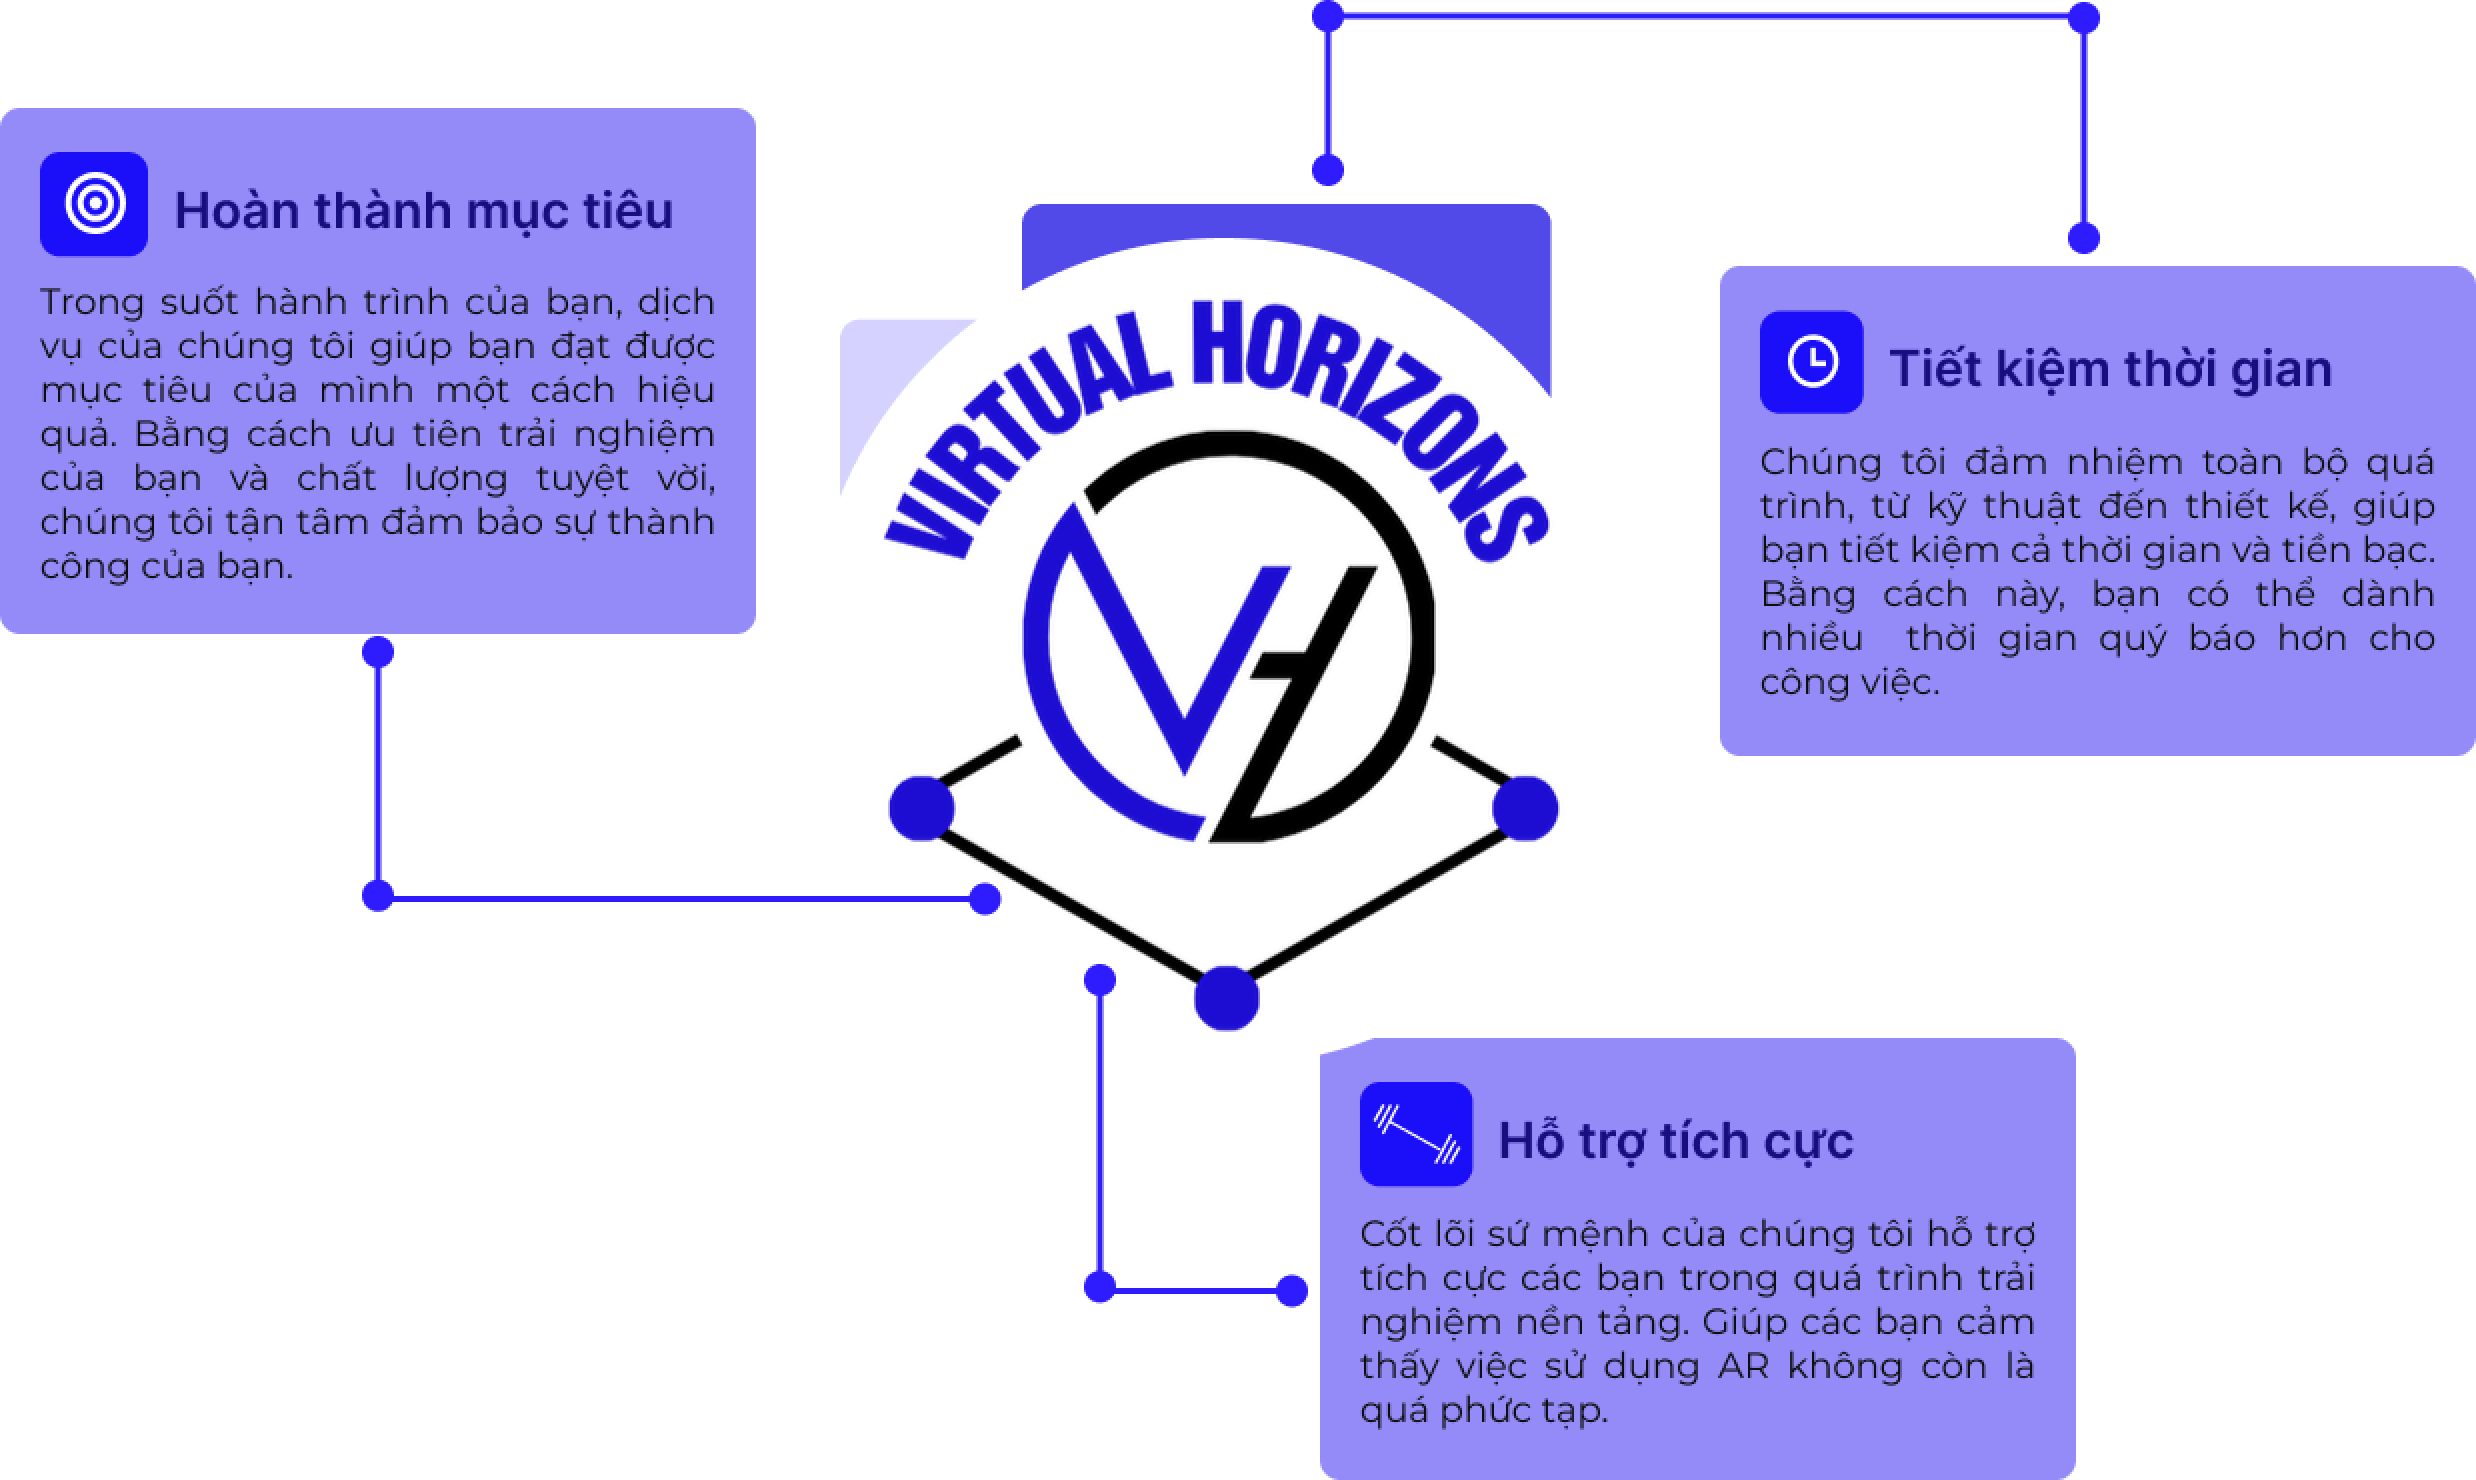 Hoàn thành mục tiêu
Trong suốt hành trình của bạn, dịch
vụ của chúng tôi giúp bạn đạt được
mục tiêu của mình một cách hiệu
quả. Bằng cách ưu tiên trải nghiệm
của bạn và chất lượng tuyệt vời,
chúng tôi tận tâm đảm bảo sự thành
công của bạn.
VIRTUAL HORIZONS
VH
Tiết kiệm thời gian
Chúng tôi đảm nhiệm toàn bộ quá
trình, từ kỹ thuật đến thiết kế, giúp
bạn tiết kiệm cả thời gian và tiền bạc.
Bằng cách này, bạn có thể dành
nhiều thời gian quý báo hơn cho
công việc.
Hỗ trợ tích cực
Cốt lõi sứ mệnh của chúng tôi hỗ trợ
tích cực các bạn trong quá trình trải
nghiệm nền tảng. Giúp các bạn cảm
thấy việc sử dụng AR không còn là
quá phức tạp.